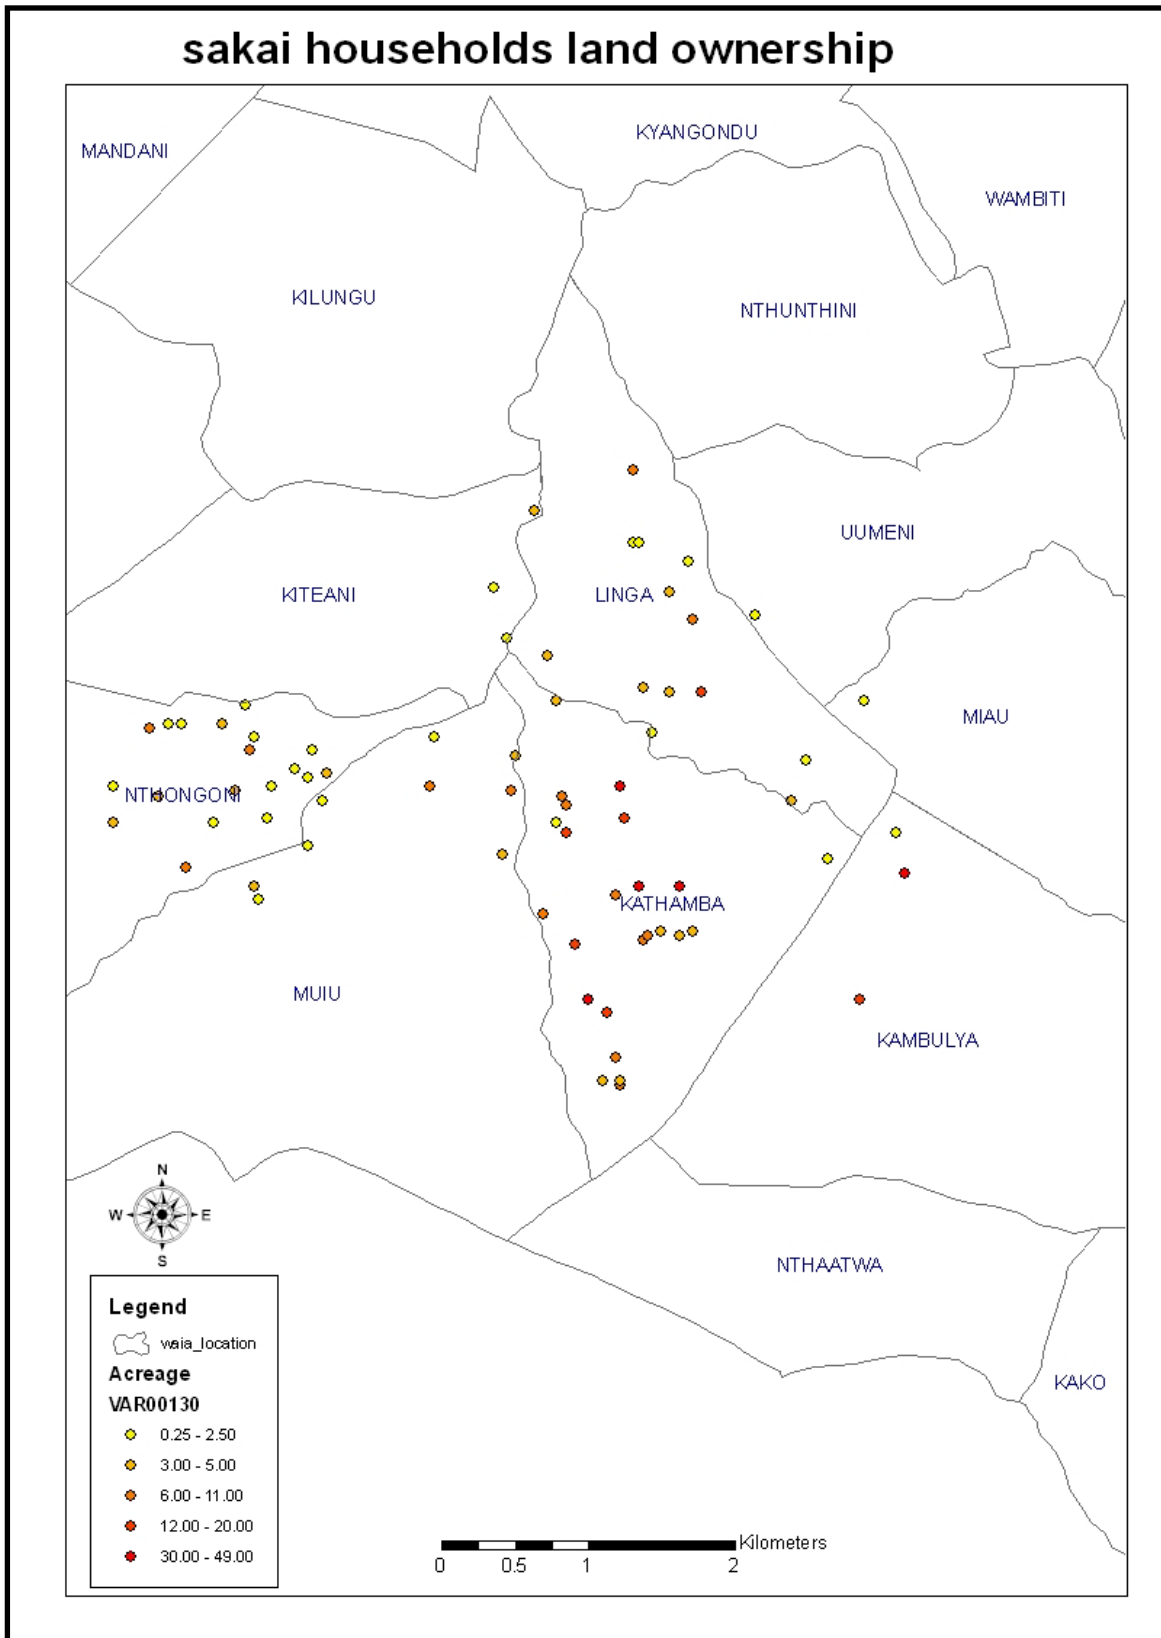 sakai households land ownership
MANDANI
KYANGONDU
WAMBITI
KILUNGU
NTHUNTHINI
UUMENI
KITEANI
LINGA
MIAU
NTHONGONI
KATHAMBA
MUIU
KAMBULYA
N
W
E
S
NTHAATWA
KAKO
Legend
waia_location
Acreage
VAR00130
0.25 - 2.50
3.00 - 5.00
6.00 - 11.00
12.00 - 20.00
30.00 - 49.00
Kilometers
0 0.5 1 2